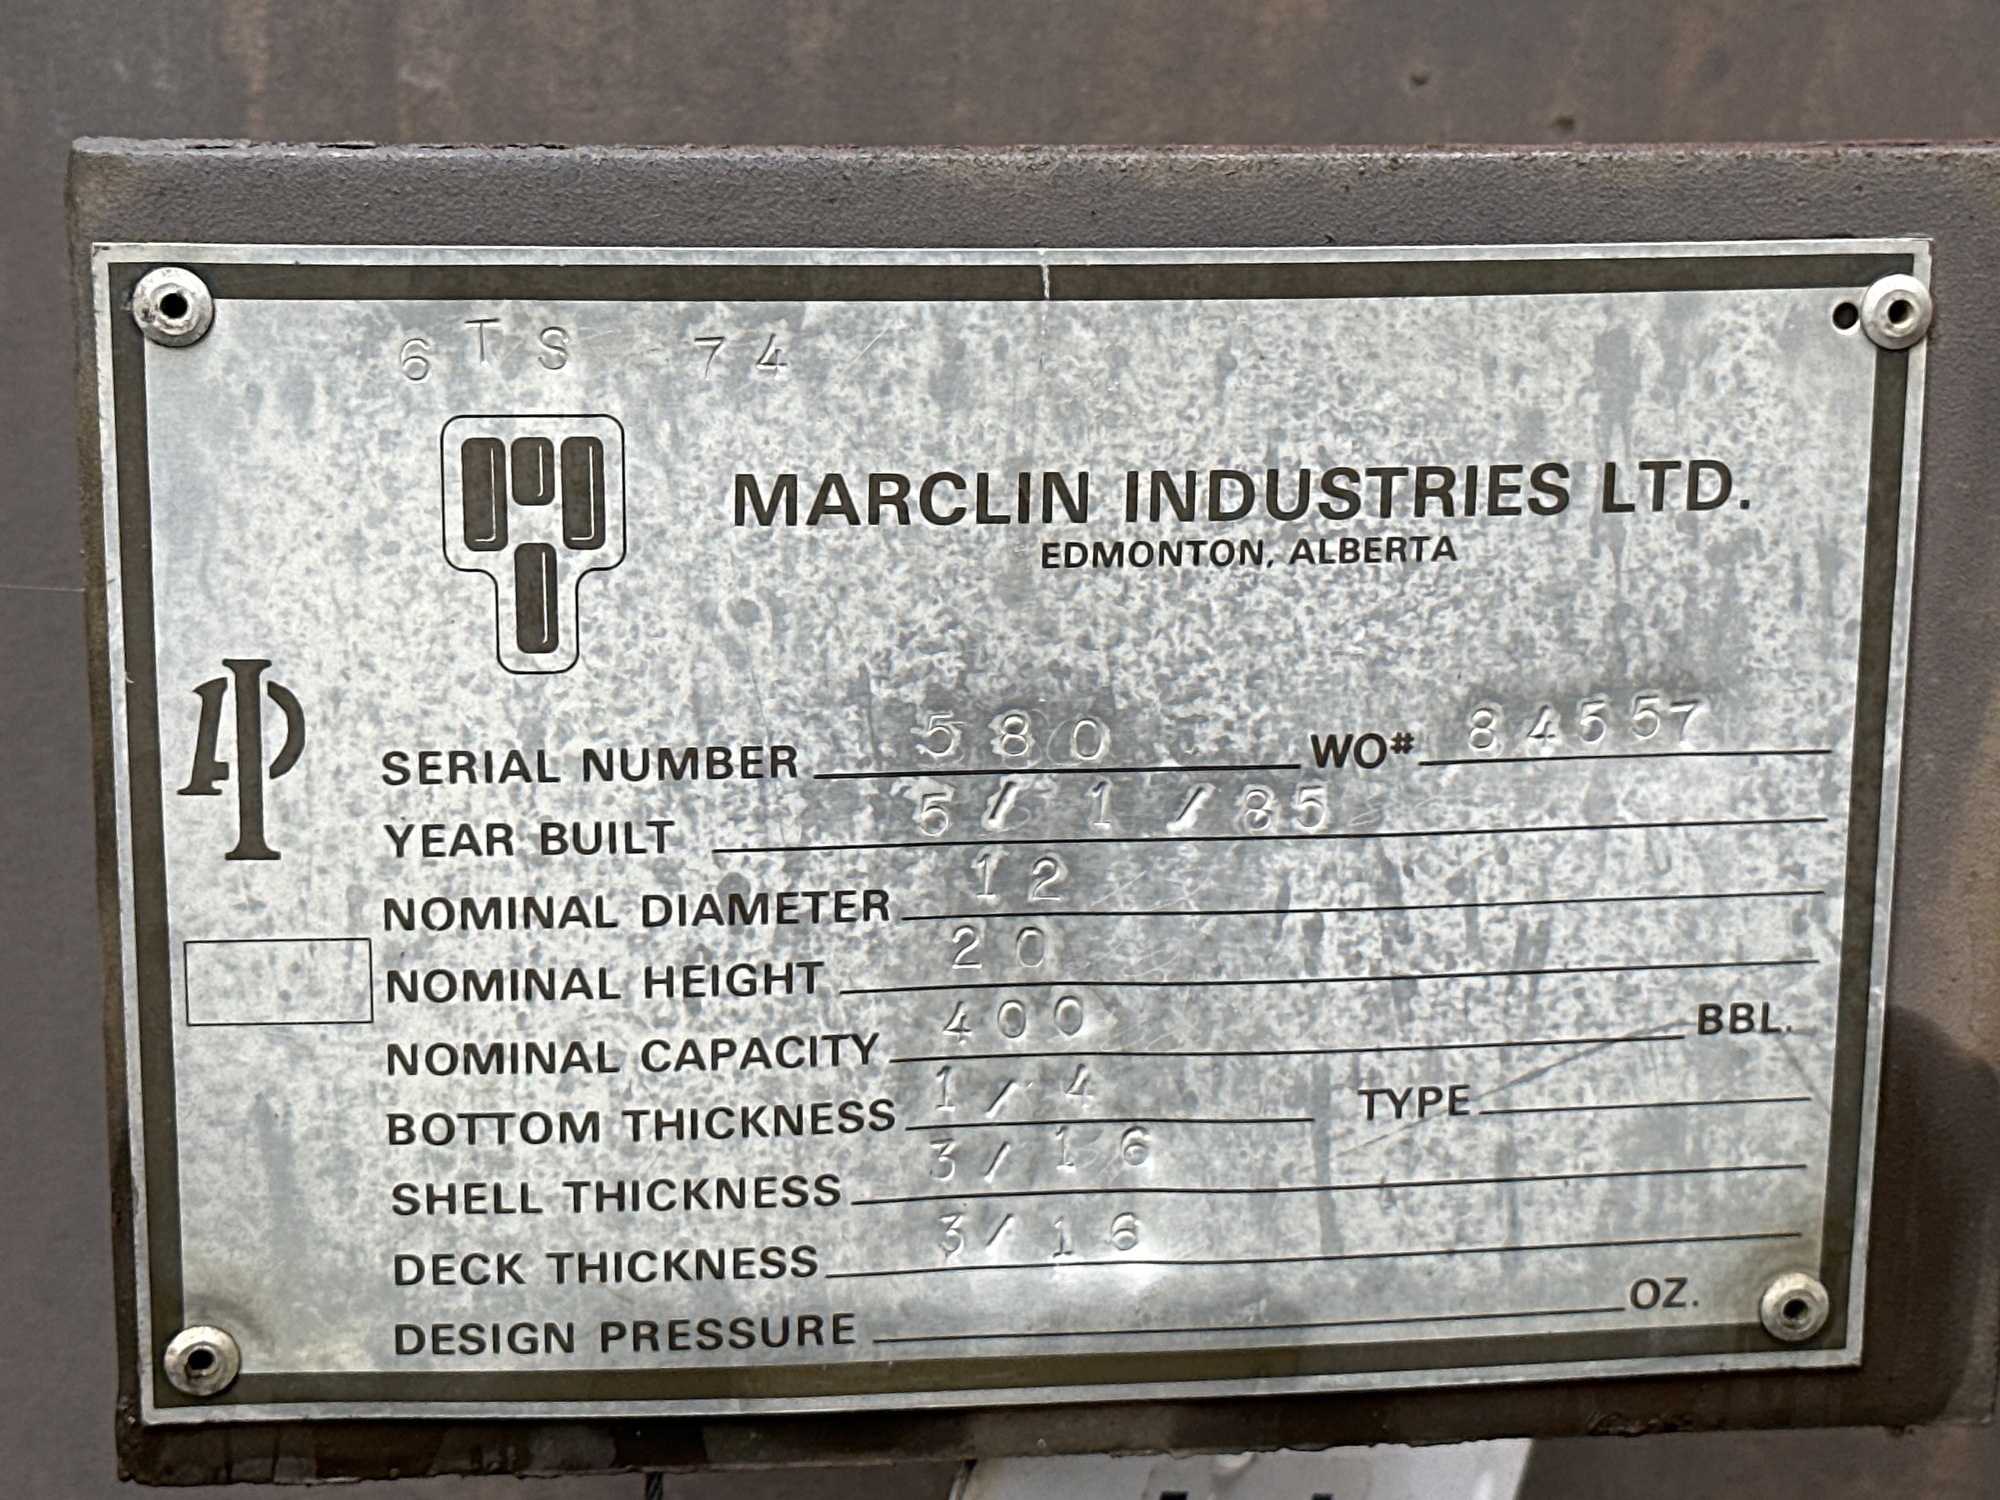 6TS 74
MARCLIN INDUSTRIES LTD.
EDMONTON, ALBERTA
API
SERIAL NUMBER 580 WO# 84557
YEAR BUILT 5/1/85
NOMINAL DIAMETER 12
NOMINAL HEIGHT 20
NOMINAL CAPACITY 400 BBL.
BOTTOM THICKNESS 1/4 TYPE
SHELL THICKNESS 3/16
DECK THICKNESS 3/16
DESIGN PRESSURE OZ.